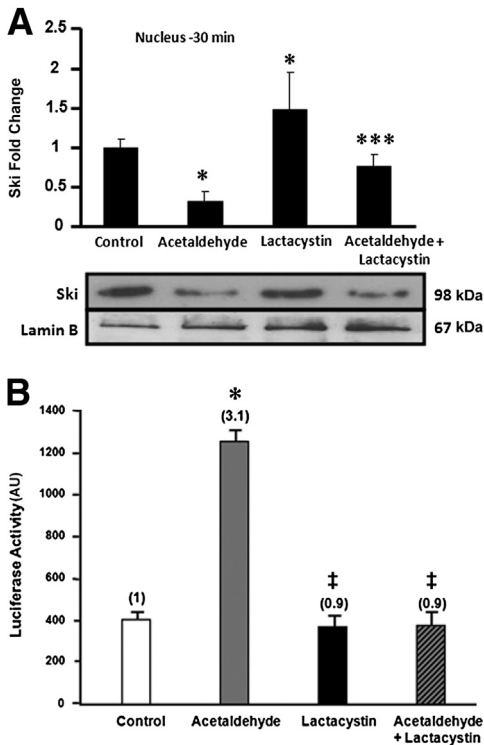 A
Nucleus -30 min
Ski Fold Change
2.5
2
1.5
1
0.5
0
*
*
***
Control
Acetaldehyde
Lactacystin
Acetaldehyde +
Lactacystin
Ski
98 kDa
Lamin B
67 kDa
B
Luciferase Activity (AU)
1400
1200
1000
800
600
400
200
0
(1)
*
(3.1)
‡
(0.9)
‡
(0.9)
Control
Acetaldehyde
Lactacystin
Acetaldehyde
+ Lactacystin